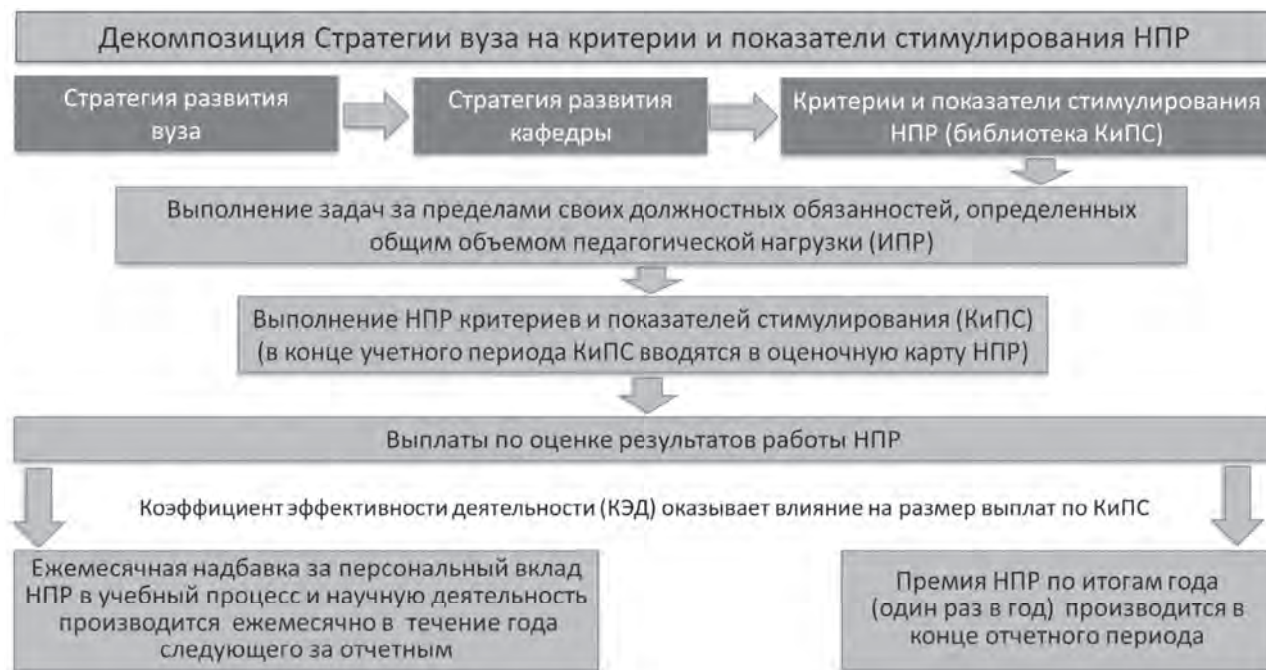 Декомпозиция Стратегии вуза на критерии и показатели стимулирования НПР
Стратегия развития
вуза
Стратегия развития
кафедры
Критерии и показатели стимулирования
НПР (библиотека КиПС)
Выполнение задач за пределами своих должностных обязанностей, определенных
общим объемом педагогической нагрузки (ИПР)
Выполнение НПР критериев и показателей стимулирования (КиПС)
(в конце учетного периода КиПС вводятся в оценочную карту НПР)
Выплаты по оценке результатов работы НПР
Коэффициент эффективности деятельности (КЭД) оказывает влияние на размер выплат по КиПС
Ежемесячная надбавка за персональный вклад
НПР в учебный процесс и научную деятельность
производится ежемесячно в течение года
следующего за отчетным
Премия НПР по итогам года
(один раз в год) производится в
конце отчетного периода